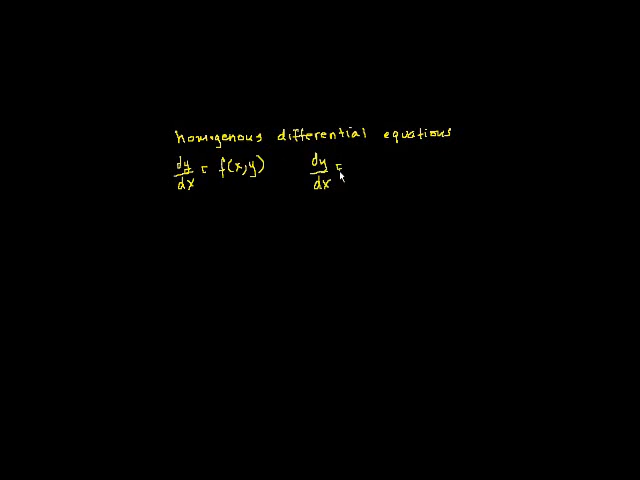 homogenous differential equations
dy/dx = f(x,y) dy/dx =